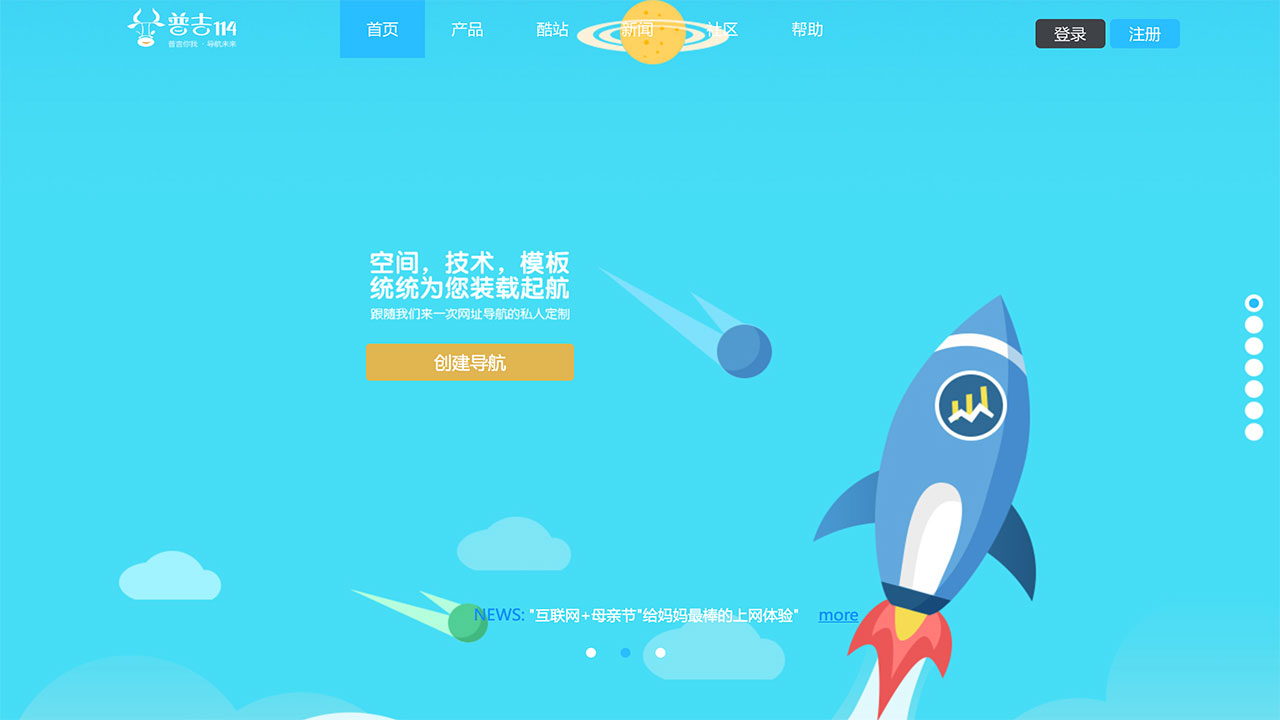 普吉114
普吉你我 · 导航未来
首页 产品 酷站 新闻 社区 帮助
登录 注册
空间，技术，模板
统统为您装载起航
跟随我们来一次网址导航的私人定制
创建导航
NEWS: "互联网+母亲节"给妈妈最棒的上网体验" more